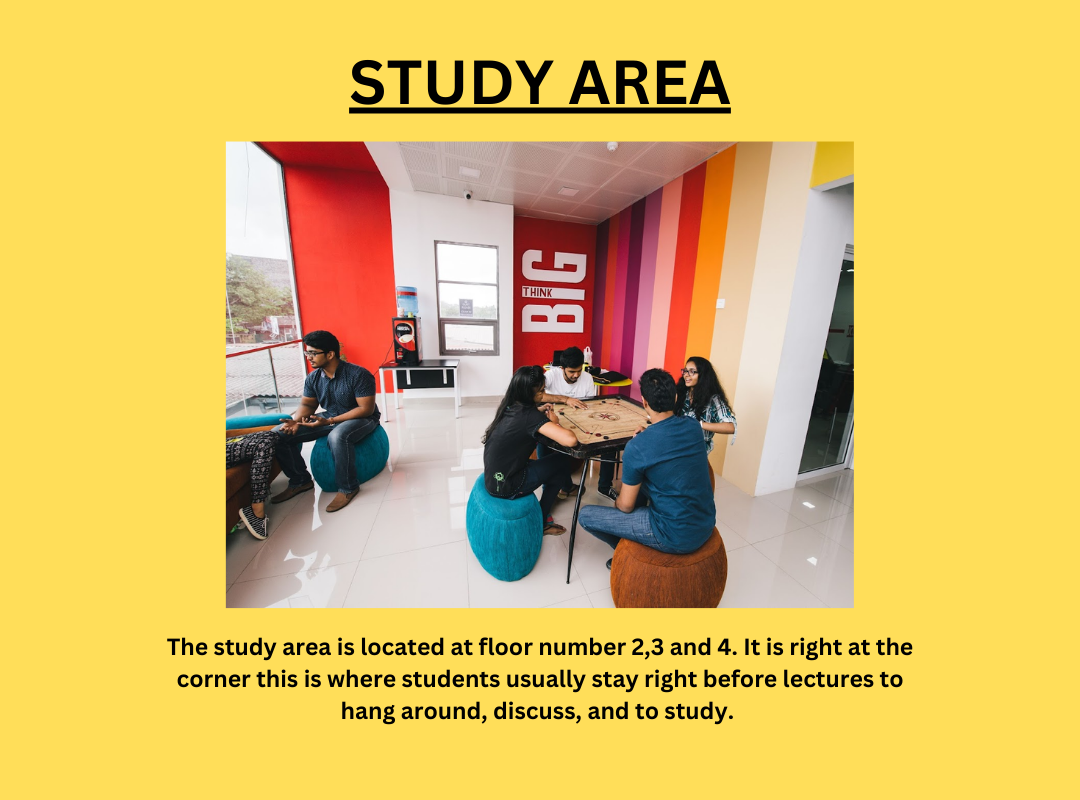 STUDY AREA
THINK
BIG
The study area is located at floor number 2,3 and 4. It is right at the
corner this is where students usually stay right before lectures to
hang around, discuss, and to study.